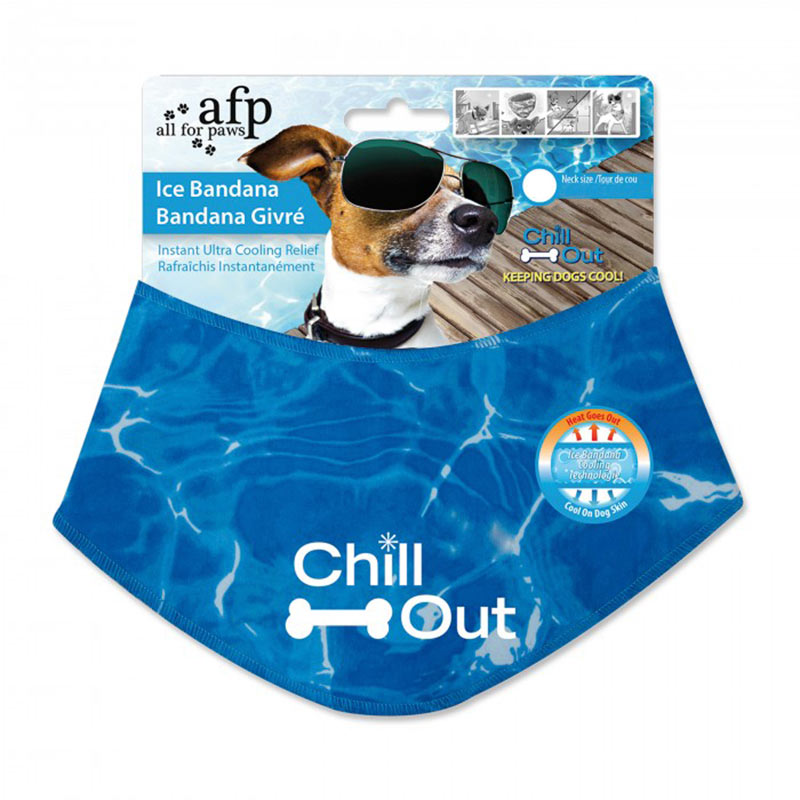 afp
all for paws
Ice Bandana
Bandana Givré
Instant Ultra Cooling Relief
Rafraîchis Instantanément
Neck size /Tour de cou
Chill
Out
KEEPING DOGS COOL!
Heat Goes Out
Ice Bandana
Cooling
Technologie
Cool On Dog Skin
Chill
Out